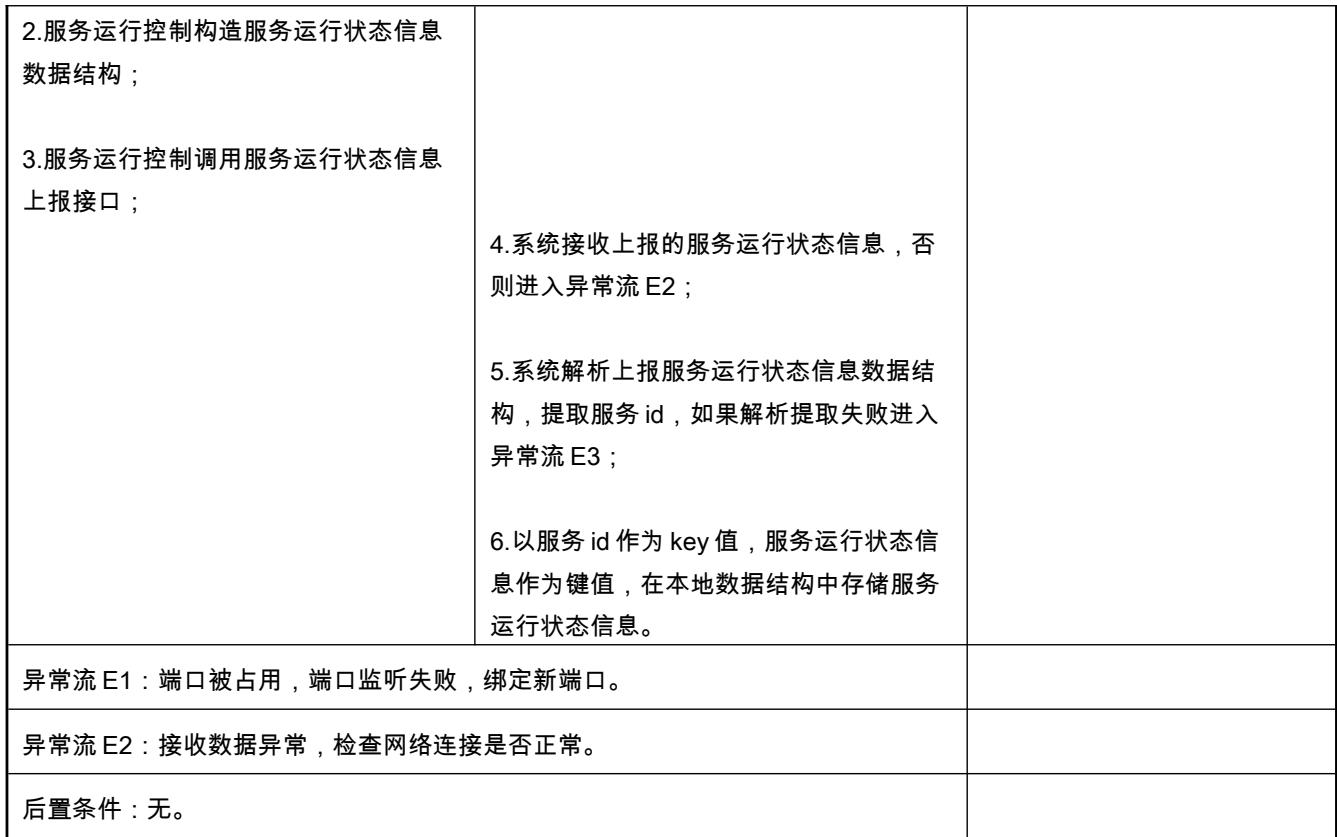 2.服务运行控制构造服务运行状态信息
数据结构；
3.服务运行控制调用服务运行状态信息
上报接口；
4.系统接收上报的服务运行状态信息，否
则进入异常流 E2；
5.系统解析上报服务运行状态信息数据结
构，提取服务 id，如果解析提取失败进入
异常流 E3；
6.以服务 id 作为 key 值，服务运行状态信
息作为键值，在本地数据结构中存储服务
运行状态信息。
异常流 E1：端口被占用，端口监听失败，绑定新端口。
异常流 E2：接收数据异常，检查网络连接是否正常。
后置条件：无。